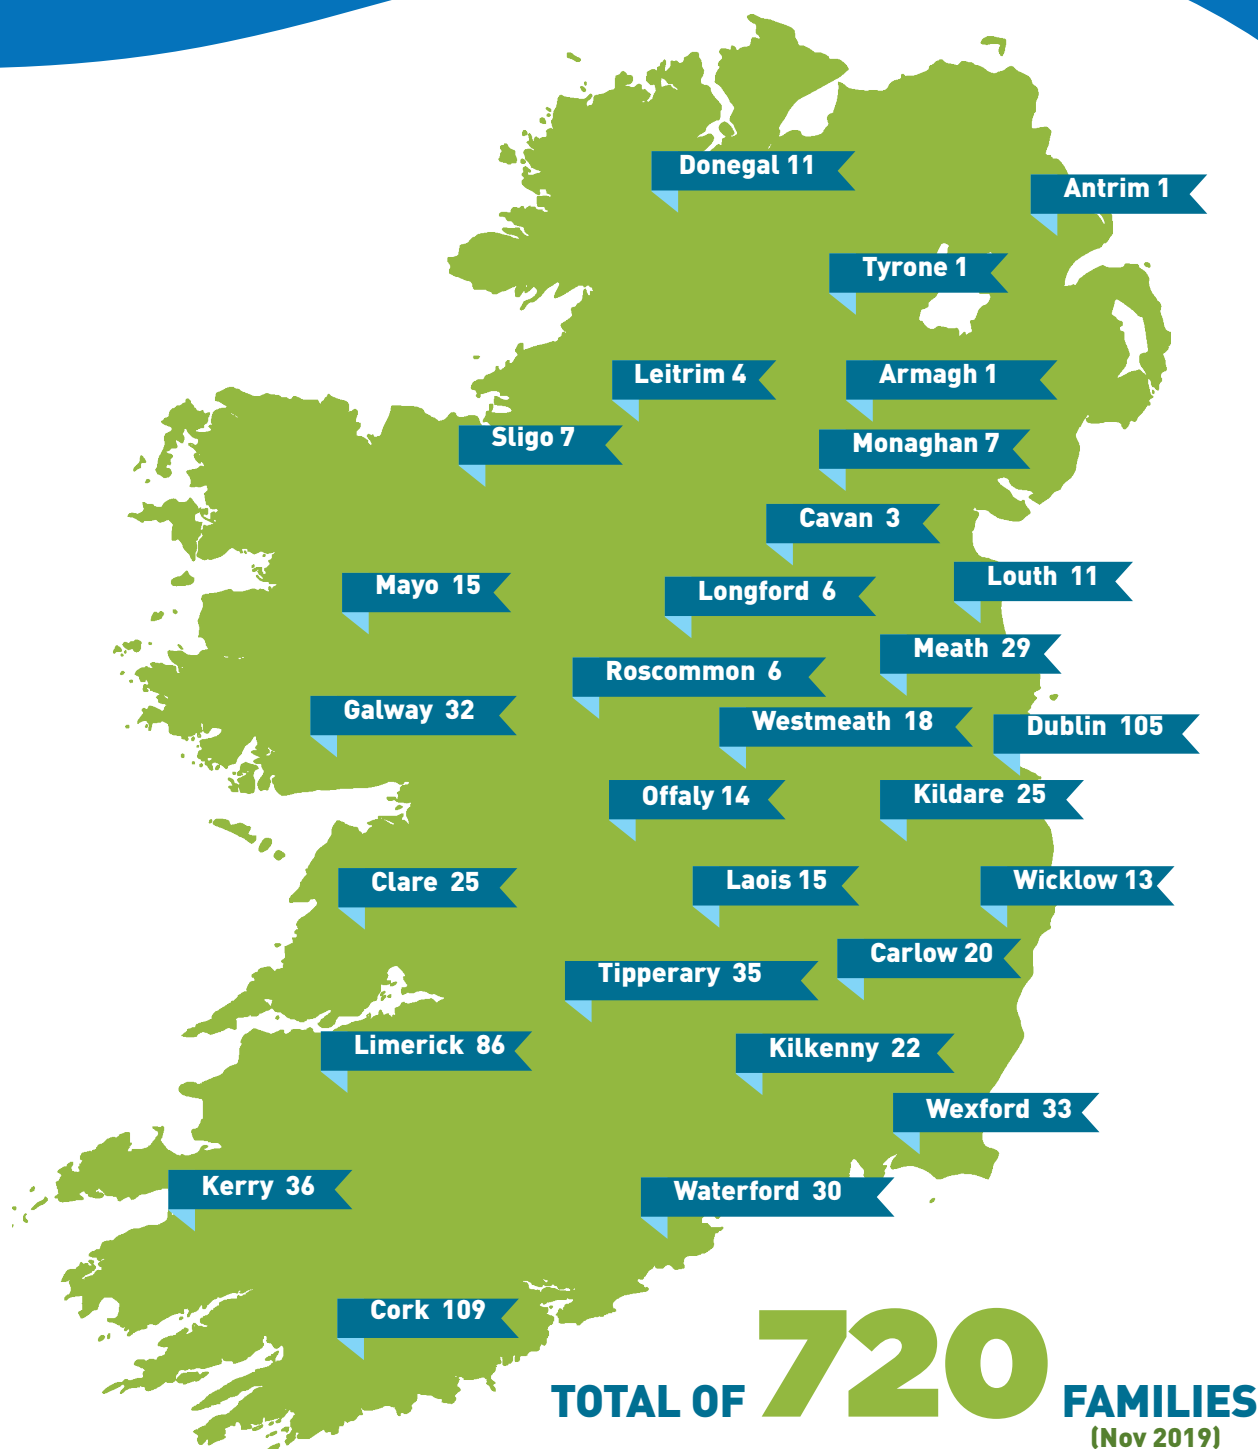 Donegal 11
Antrim 1
Tyrone 1
Leitrim 4
Armagh 1
Sligo 7
Monaghan 7
Cavan 3
Louth 11
Mayo 15
Longford 6
Meath 29
Roscommon 6
Galway 32
Westmeath 18
Dublin 105
Offaly 14
Kildare 25
Clare 25
Laois 15
Wicklow 13
Carlow 20
Tipperary 35
Limerick 86
Kilkenny 22
Wexford 33
Kerry 36
Waterford 30
Cork 109
TOTAL OF 720 FAMILIES
(Nov 2019)